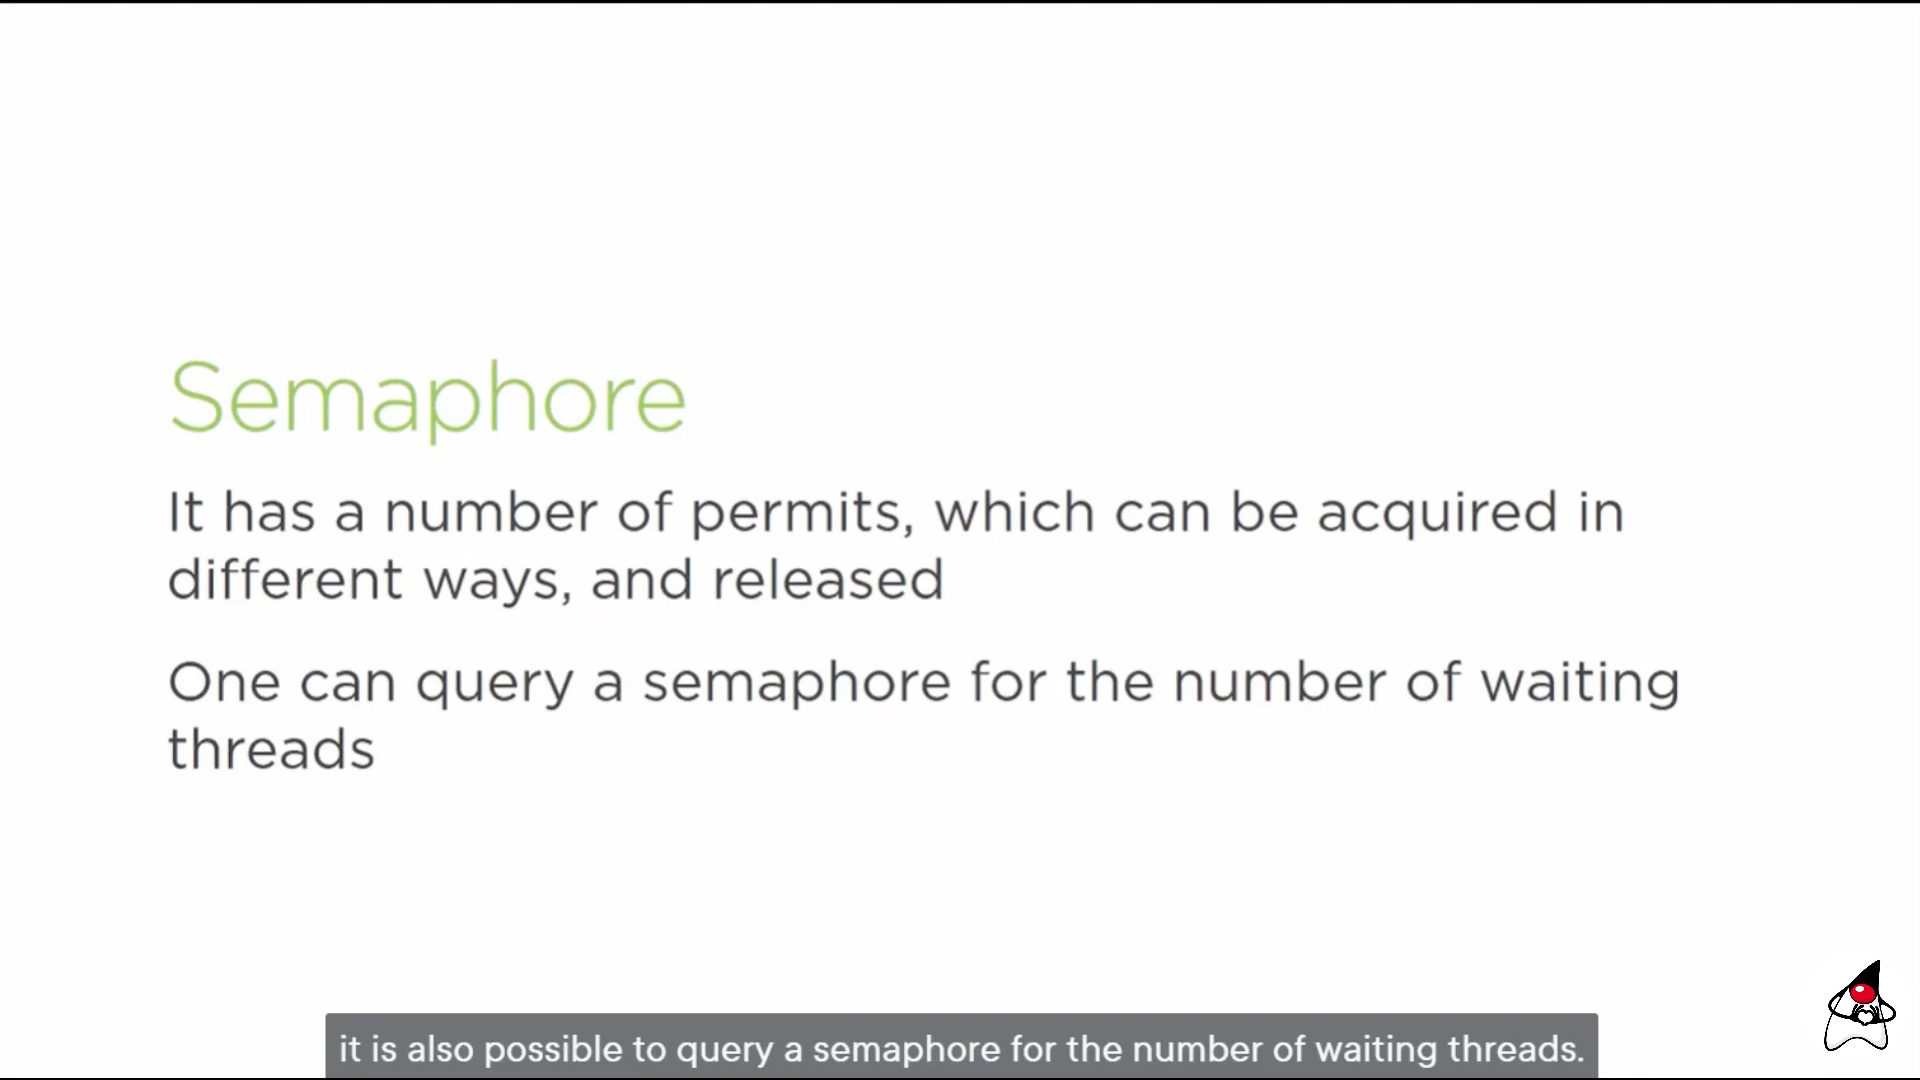 Semaphore
It has a number of permits, which can be acquired in
different ways, and released
One can query a semaphore for the number of waiting
threads
it is also possible to query a semaphore for the number of waiting threads.